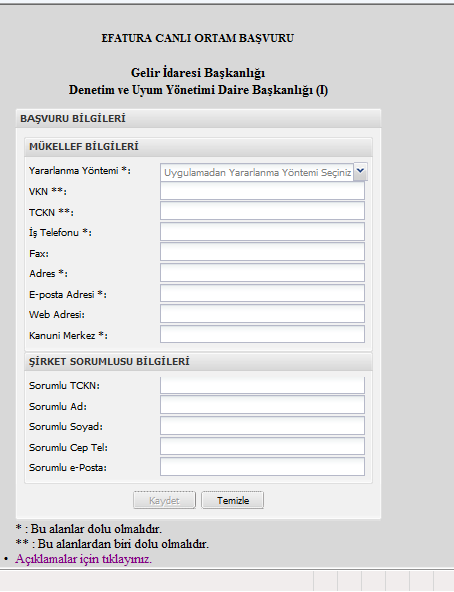 EFATURA CANLI ORTAM BAŞVURU
Gelir İdaresi Başkanlığı
Denetim ve Uyum Yönetimi Daire Başkanlığı (I)
BAŞVURU BİLGİLERİ
MÜKELLEF BİLGİLERİ
Yararlanma Yöntemi *: Uygulamadan Yararlanma Yöntemi Seçiniz
VKN **:
TCKN **:
İş Telefonu *:
Fax:
Adres *:
E-posta Adresi *:
Web Adresi:
Kanuni Merkez *:
ŞİRKET SORUMLUSU BİLGİLERİ
Sorumlu TCKN:
Sorumlu Ad:
Sorumlu Soyad:
Sorumlu Cep Tel:
Sorumlu e-Posta:
Kaydet Temizle
* : Bu alanlar dolu olmalıdır.
** : Bu alanlardan biri dolu olmalıdır.
• Açıklamalar için tıklayınız.